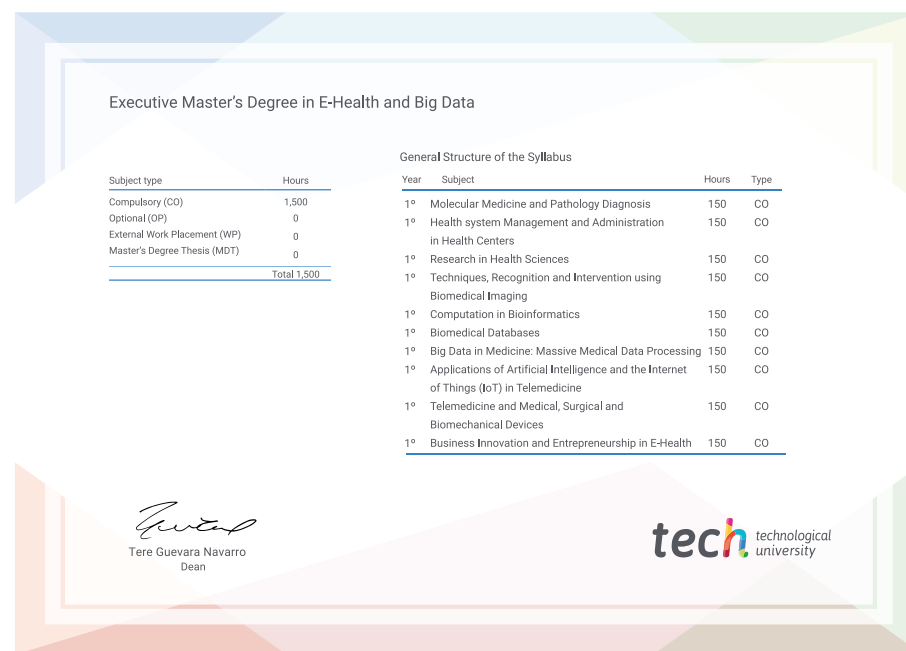 Executive Master's Degree in E-Health and Big Data
General Structure of the Syllabus
Subject type Hours
Compulsory (CO) 1,500
Optional (OP) 0
External Work Placement (WP) 0
Master's Degree Thesis (MDT) 0
Total 1,500
Year Subject Hours Type
1º Molecular Medicine and Pathology Diagnosis 150 CO
1º Health system Management and Administration 150 CO
in Health Centers
1º Research in Health Sciences 150 CO
1º Techniques, Recognition and Intervention using 150 CO
Biomedical Imaging
1º Computation in Bioinformatics 150 CO
1º Biomedical Databases 150 CO
1º Big Data in Medicine: Massive Medical Data Processing 150 CO
1º Applications of Artificial Intelligence and the Internet 150 CO
of Things (IoT) in Telemedicine
1º Telemedicine and Medical, Surgical and 150 CO
Biomechanical Devices
1º Business Innovation and Entrepreneurship in E-Health 150 CO
Tere Guevara Navarro
Dean
tech technological
university